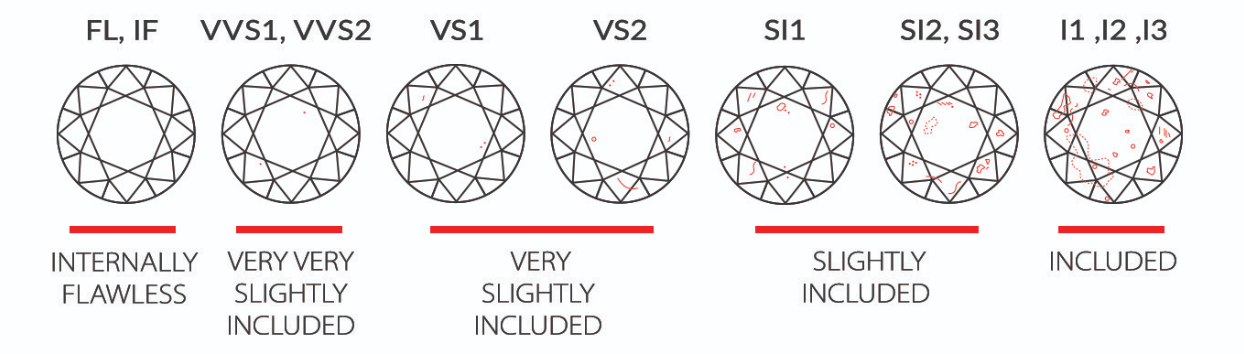 FL, IF VVS1, VVS2 VS1 VS2 SI1 SI2, SI3 I1 ,I2 ,I3
INTERNALLY
FLAWLESS
VERY VERY
SLIGHTLY
INCLUDED
VERY
SLIGHTLY
INCLUDED
SLIGHTLY
INCLUDED
INCLUDED